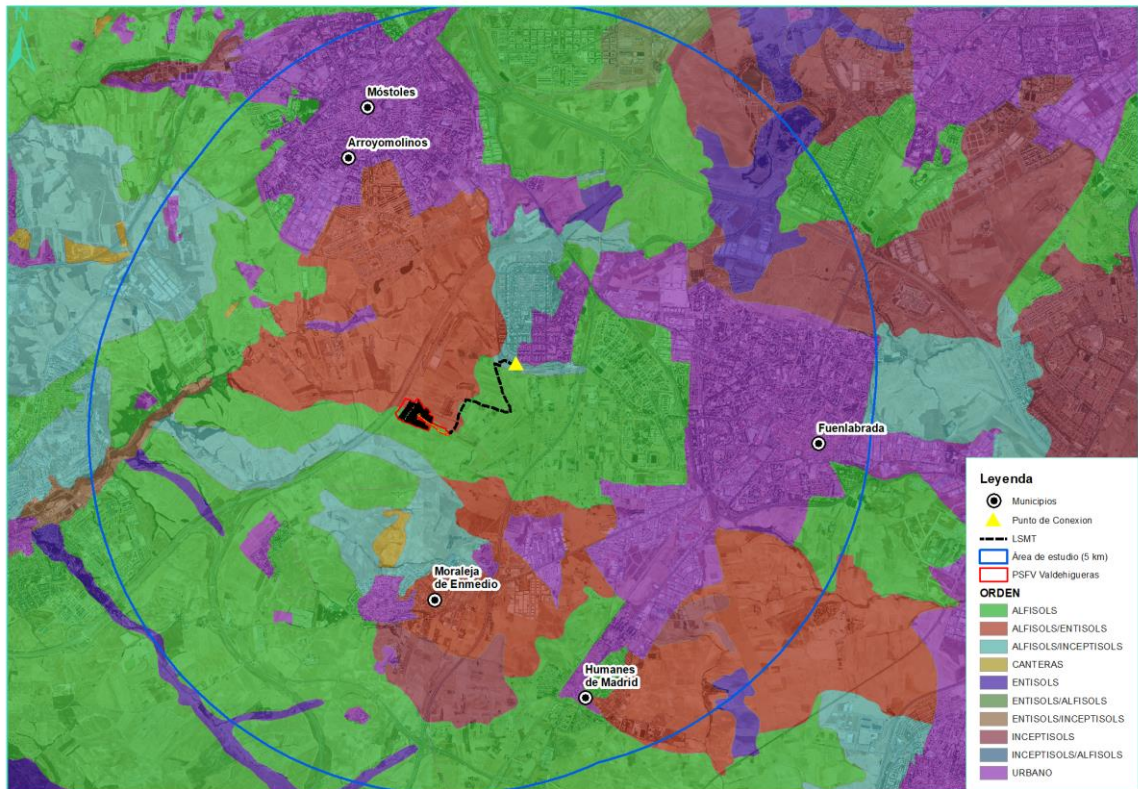 N
Móstoles
Arroyomolinos
Fuenlabrada
Moraleja
de Enmedio
Humanes
de Madrid
Leyenda
Municipios
Punto de Conexion
LSMT
Área de estudio (5 km)
PSFV Valdehigueras
ORDEN
ALFISOLS
ALFISOLS/ENTISOLS
ALFISOLS/INCEPTISOLS
CANTERAS
ENTISOLS
ENTISOLS/ALFISOLS
ENTISOLS/INCEPTISOLS
INCEPTISOLS
INCEPTISOLS/ALFISOLS
URBANO